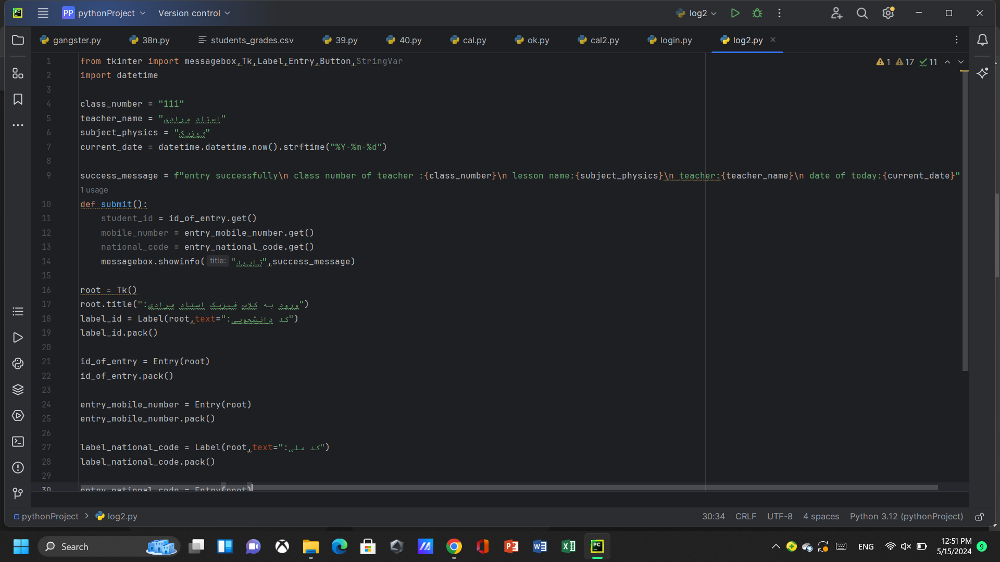 PC
PP pythonProject
Version control
log2
gangster.py
38n.py
students_grades.csv
39.py
40.py
cal.py
ok.py
cal2.py
login.py
log2.py
1 from tkinter import messagebox,Tk,Label,Entry,Button,StringVar
1 17 11
2 import datetime
3
4 class_number = "111"
5 teacher_name = "استاد مرادی"
6 subject_physics = "فیزیک"
7 current_date = datetime.datetime.now().strftime("%Y-%m-%d")
8
9 success_message = f"entry successfully\n class number of teacher :{class_number}\n lesson name:{subject_physics}\n teacher:{teacher_name}\n date of today:{current_date}"
1 usage
10 def submit():
11 student_id = id_of_entry.get()
12 mobile_number = entry_mobile_number.get()
13 national_code = entry_national_code.get()
14 messagebox.showinfo( title: "تایید",success_message)
15
16 root = Tk()
17 root.title("ورود به کلاس فیزیک استاد مرادی:")
18 label_id = Label(root,text="کد دانشجویی:")
19 label_id.pack()
20
21 id_of_entry = Entry(root)
22 id_of_entry.pack()
23
24 entry_mobile_number = Entry(root)
25 entry_mobile_number.pack()
26
27 label_national_code = Label(root,text="کد ملی:")
28 label_national_code.pack()
29
30 entry_national_code = Entry(root)
pythonProject > log2.py
30:34 CRLF UTF-8 4 spaces Python 3.12 (pythonProject)
Search
ENG
12:51 PM
5/15/2024
9